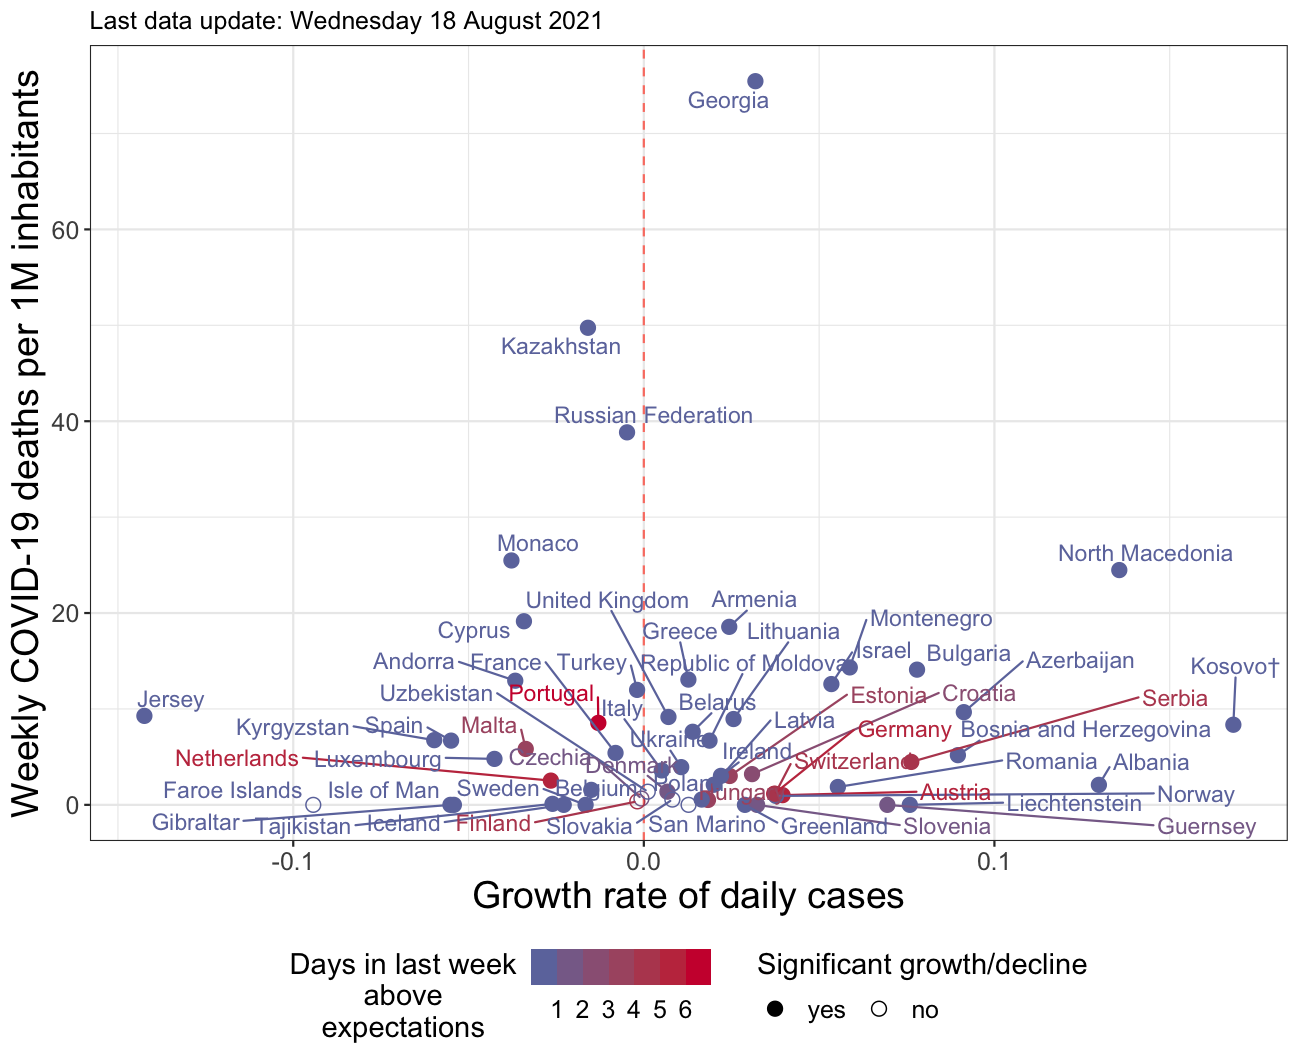 Last data update: Wednesday 18 August 2021
Weekly COVID-19 deaths per 1M inhabitants
60
40
20
0
Georgia
Kazakhstan
Russian Federation
Monaco
North Macedonia
United Kingdom
Armenia
Montenegro
Cyprus
Greece
Lithuania
Israel
Bulgaria
Andorra
France
Turkey
Republic of Moldova
Azerbaijan
Kosovo†
Uzbekistan
Portugal
Estonia
Croatia
Jersey
Italy
Belarus
Serbia
Kyrgyzstan
Spain
Malta
Latvia
Germany
Bosnia and Herzegovina
Ukraine
Netherlands
Luxembourg
Czechia
Ireland
Denmark
Switzerland
Romania
Albania
Faroe Islands
Isle of Man
Sweden
Belgium
Poland
Hungary
Austria
Norway
Liechtenstein
Gibraltar
Tajikistan
Iceland
Finland
Slovakia
San Marino
Greenland
Slovenia
Guernsey
-0.1
0.0
0.1
Growth rate of daily cases
Days in last week
above
expectations
1 2 3 4 5 6
Significant growth/decline
yes
no